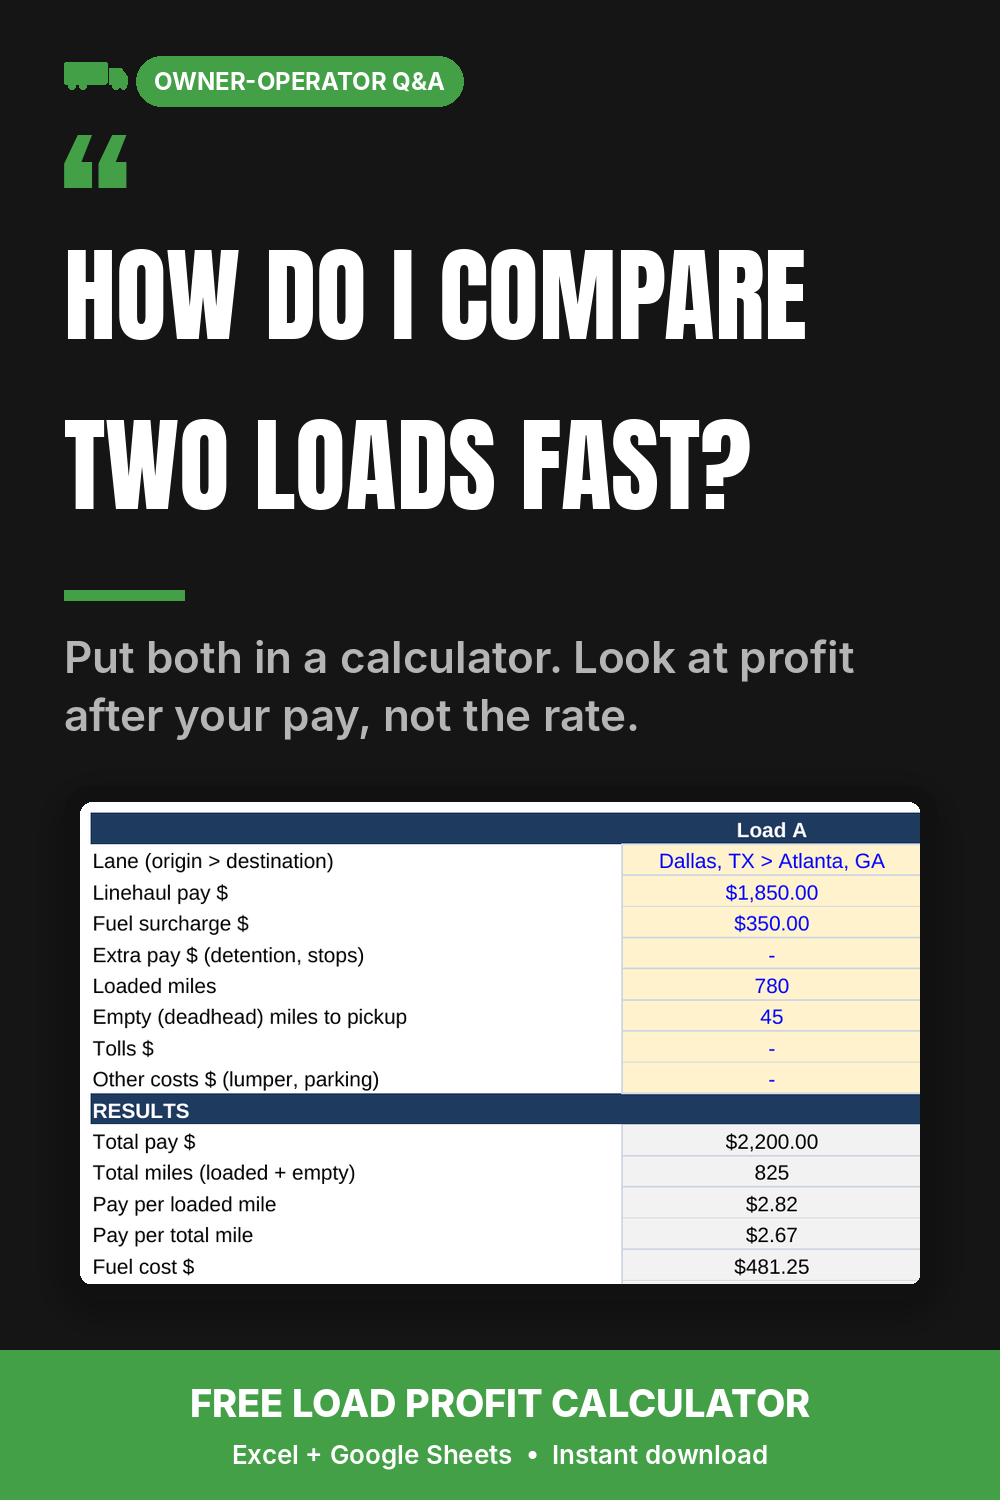 OWNER-OPERATOR Q&A
“
HOW DO I COMPARE
TWO LOADS FAST?
Put both in a calculator. Look at profit
after your pay, not the rate.
Load A
Lane (origin > destination) Dallas, TX > Atlanta, GA
Linehaul pay $ $1,850.00
Fuel surcharge $ $350.00
Extra pay $ (detention, stops) -
Loaded miles 780
Empty (deadhead) miles to pickup 45
Tolls $ -
Other costs $ (lumper, parking) -
RESULTS
Total pay $ $2,200.00
Total miles (loaded + empty) 825
Pay per loaded mile $2.82
Pay per total mile $2.67
Fuel cost $ $481.25
FREE LOAD PROFIT CALCULATOR
Excel + Google Sheets • Instant download